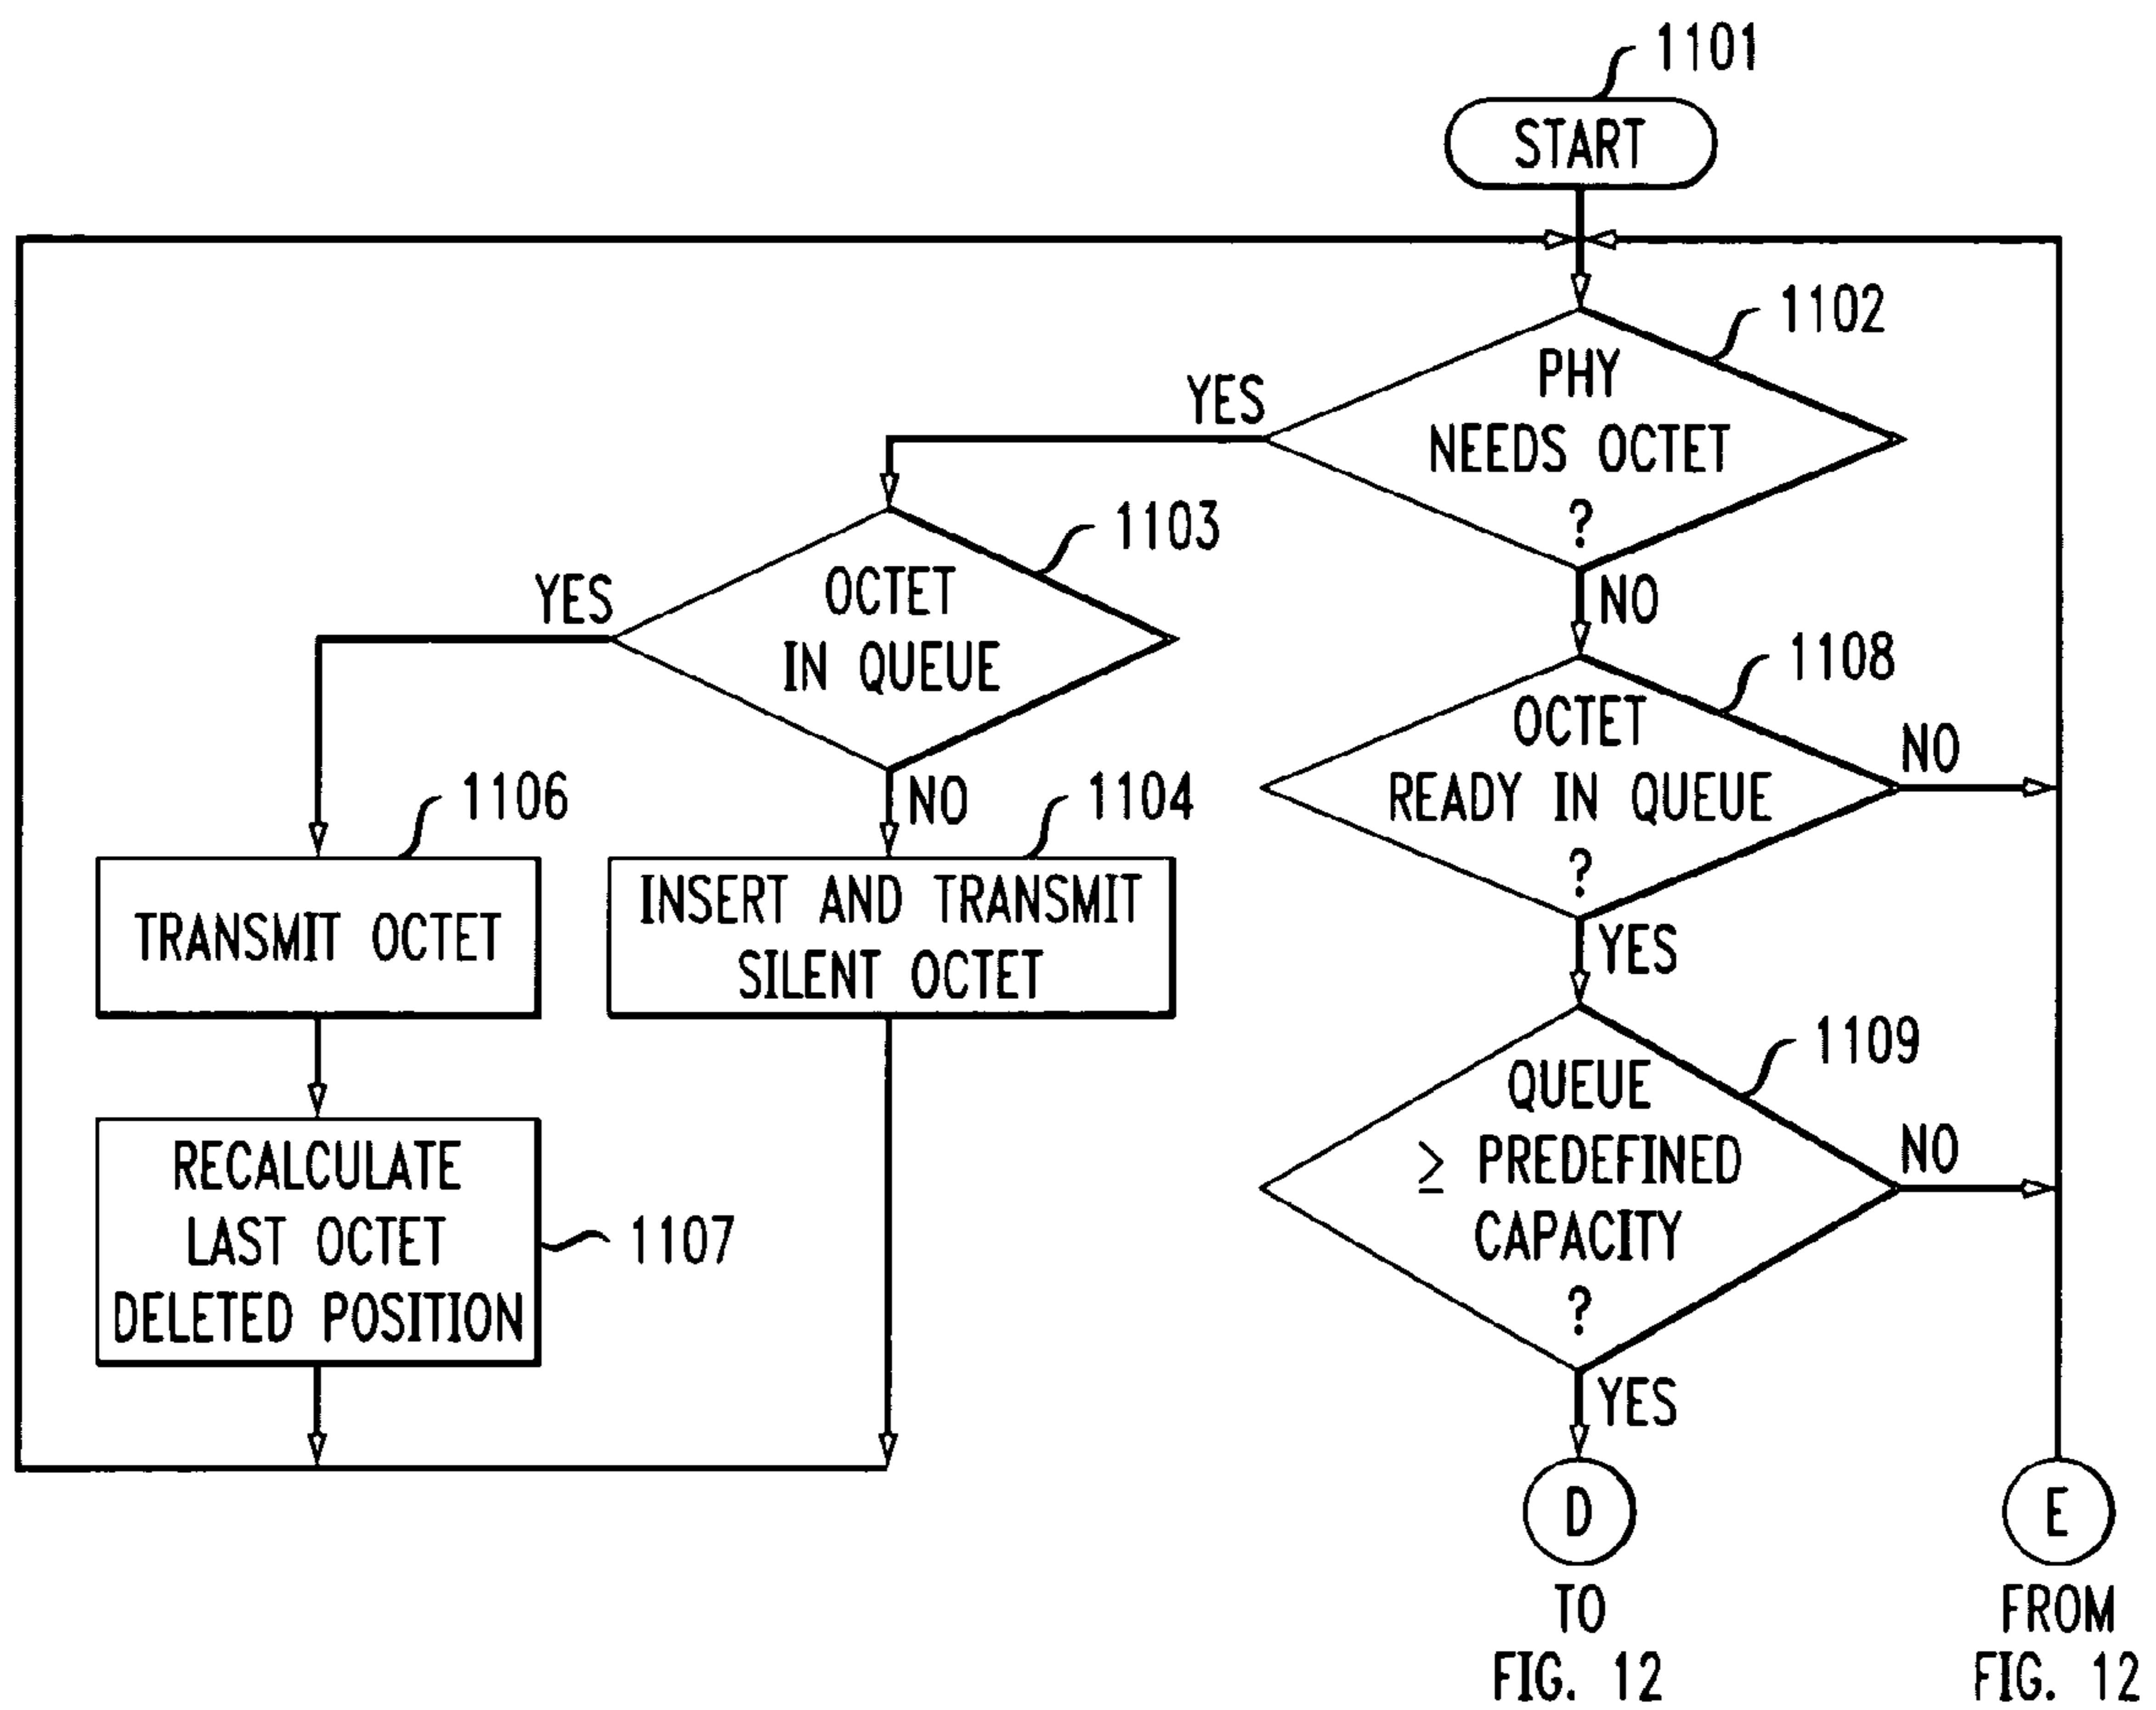 1101
START
1102
PHY
NEEDS OCTET
?
YES
NO
1103
OCTET
IN QUEUE
YES
NO
1108
OCTET
READY IN QUEUE
?
NO
YES
1106
TRANSMIT OCTET
1104
INSERT AND TRANSMIT
SILENT OCTET
1109
QUEUE
≥ PREDEFINED
CAPACITY
?
NO
YES
RECALCULATE
LAST OCTET
DELETED POSITION
1107
D
TO
FIG. 12
E
FROM
FIG. 12